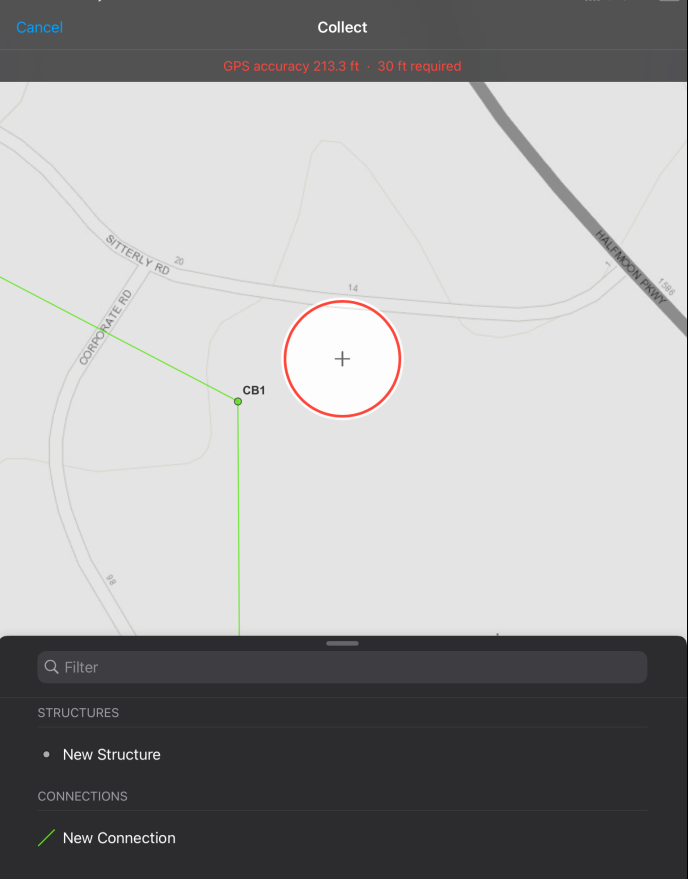 Cancel
Collect
GPS accuracy 213.3 ft · 30 ft required
SITTERLY RD
20
HALFMOON PKWY
1586
14
CORPORATE RD
CB1
98
Filter
STRUCTURES
New Structure
CONNECTIONS
New Connection